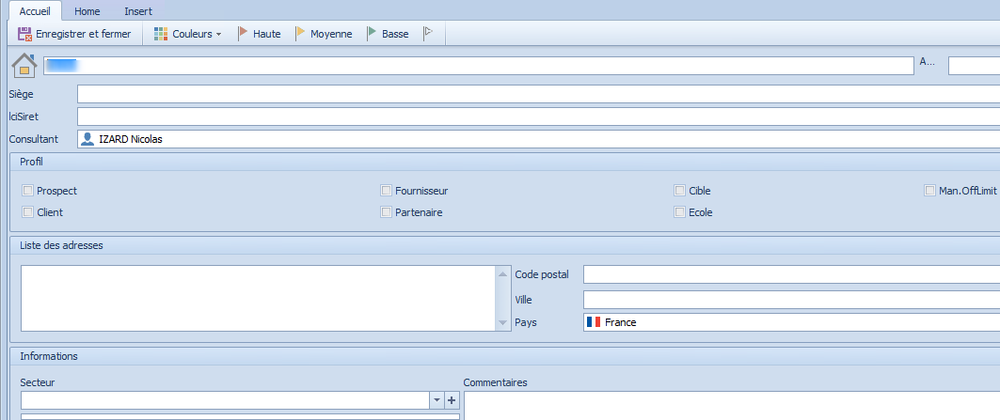 Accueil Home Insert
Enregistrer et fermer Couleurs Haute Moyenne Basse
A...
Siège
lciSiret
Consultant IZARD Nicolas
Profil
Prospect Fournisseur Cible Man.OffLimit
Client Partenaire Ecole
Liste des adresses
Code postal
Ville
Pays France
Informations
Secteur Commentaires